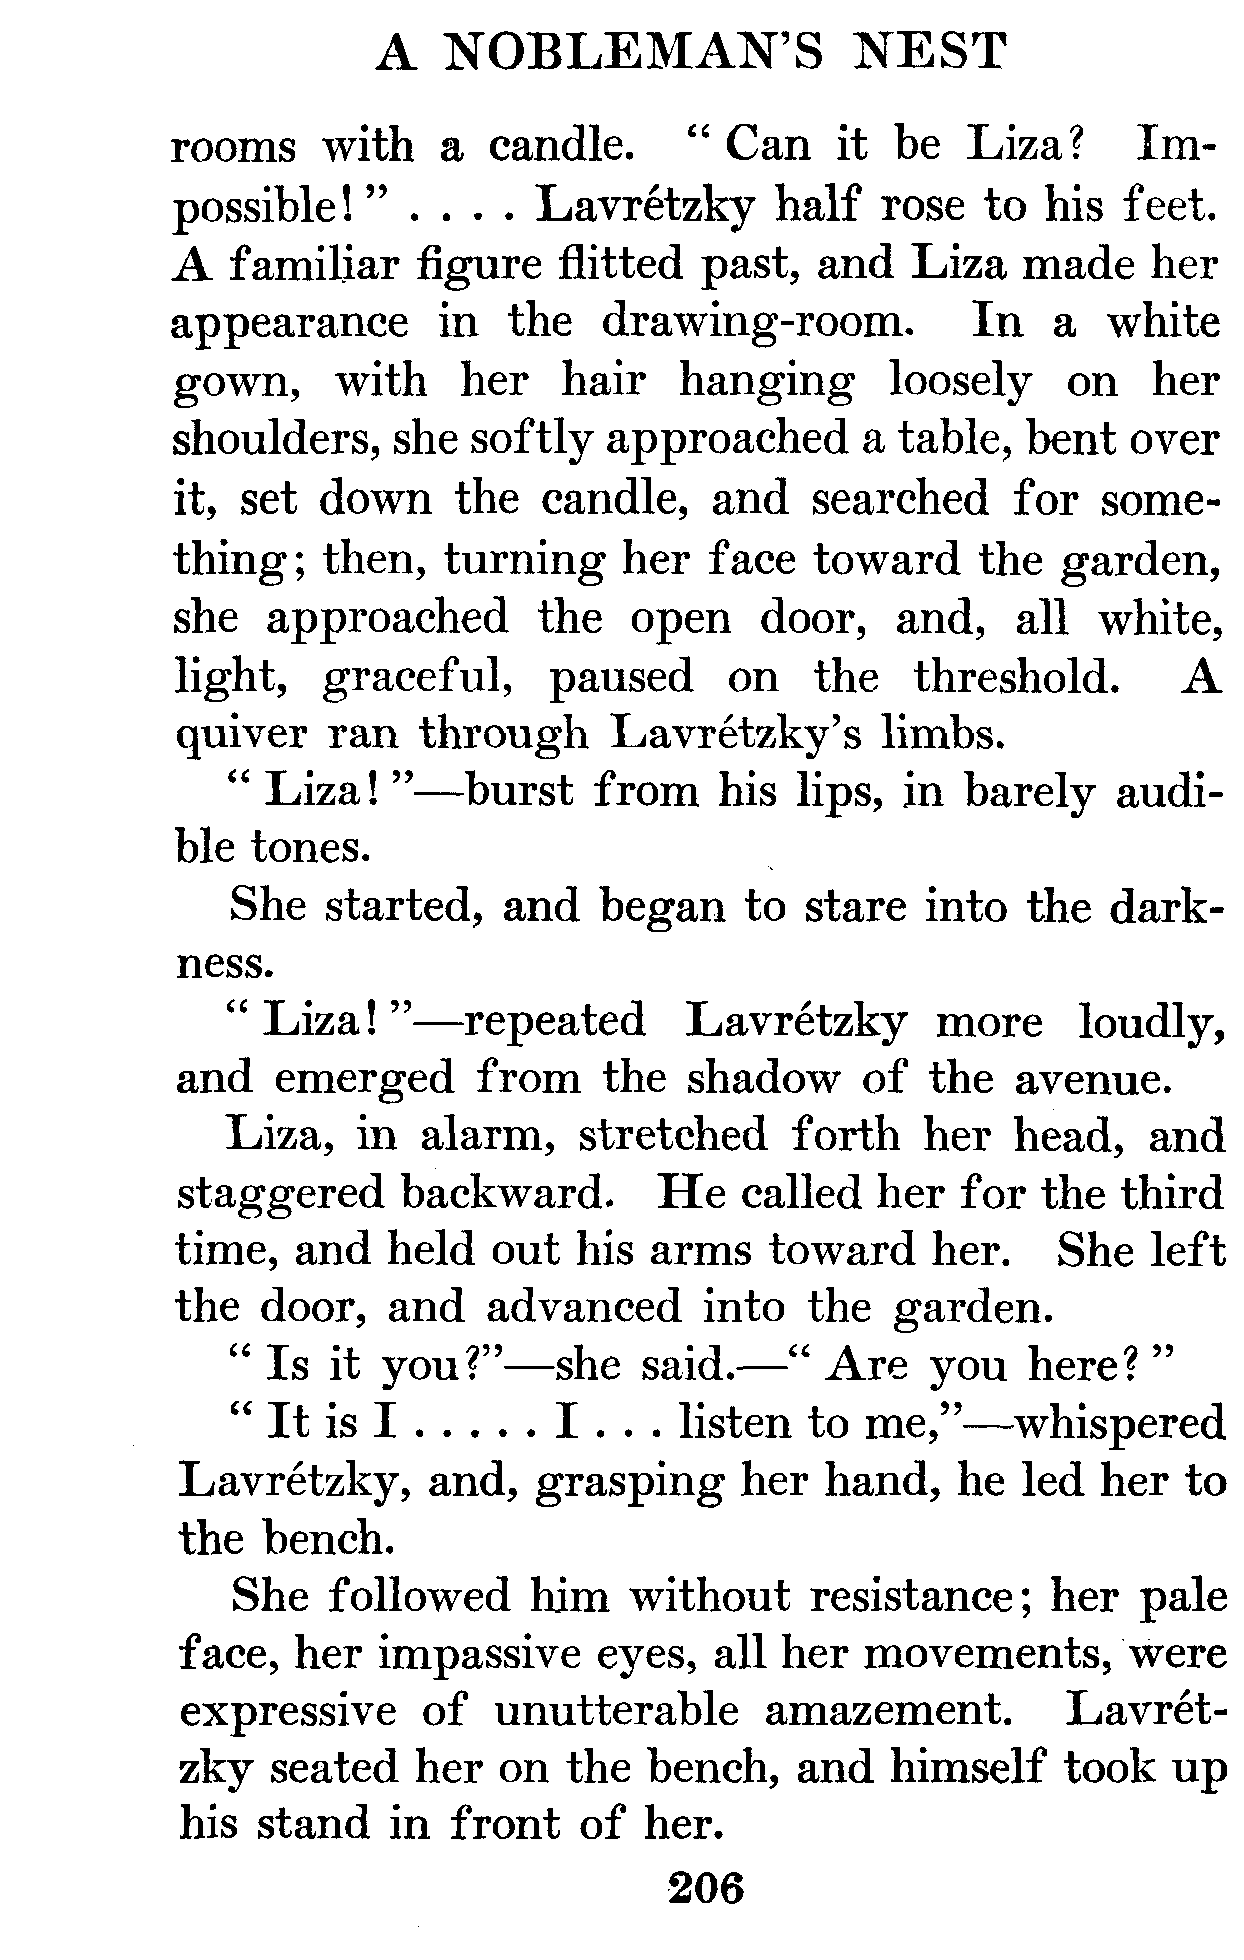 A NOBLEMAN'S NEST
rooms with a candle. “ Can it be Liza? Im-
possible! ” . . . . Lavrétzky half rose to his feet.
A familiar figure flitted past, and Liza made her
appearance in the drawing-room. In a white
gown, with her hair hanging loosely on her
shoulders, she softly approached a table, bent over
it, set down the candle, and searched for some-
thing; then, turning her face toward the garden,
she approached the open door, and, all white,
light, graceful, paused on the threshold. A
quiver ran through Lavrétzky’s limbs.
“ Liza! ”—burst from his lips, in barely audi-
ble tones.
She started, and began to stare into the dark-
ness.
“ Liza! ”—repeated Lavrétzky more loudly,
and emerged from the shadow of the avenue.
Liza, in alarm, stretched forth her head, and
staggered backward. He called her for the third
time, and held out his arms toward her. She left
the door, and advanced into the garden.
“ Is it you?”—she said.—“ Are you here? ”
“ It is I . . . . . I . . . listen to me,”—whispered
Lavrétzky, and, grasping her hand, he led her to
the bench.
She followed him without resistance; her pale
face, her impassive eyes, all her movements, were
expressive of unutterable amazement. Lavrét-
zky seated her on the bench, and himself took up
his stand in front of her.
206